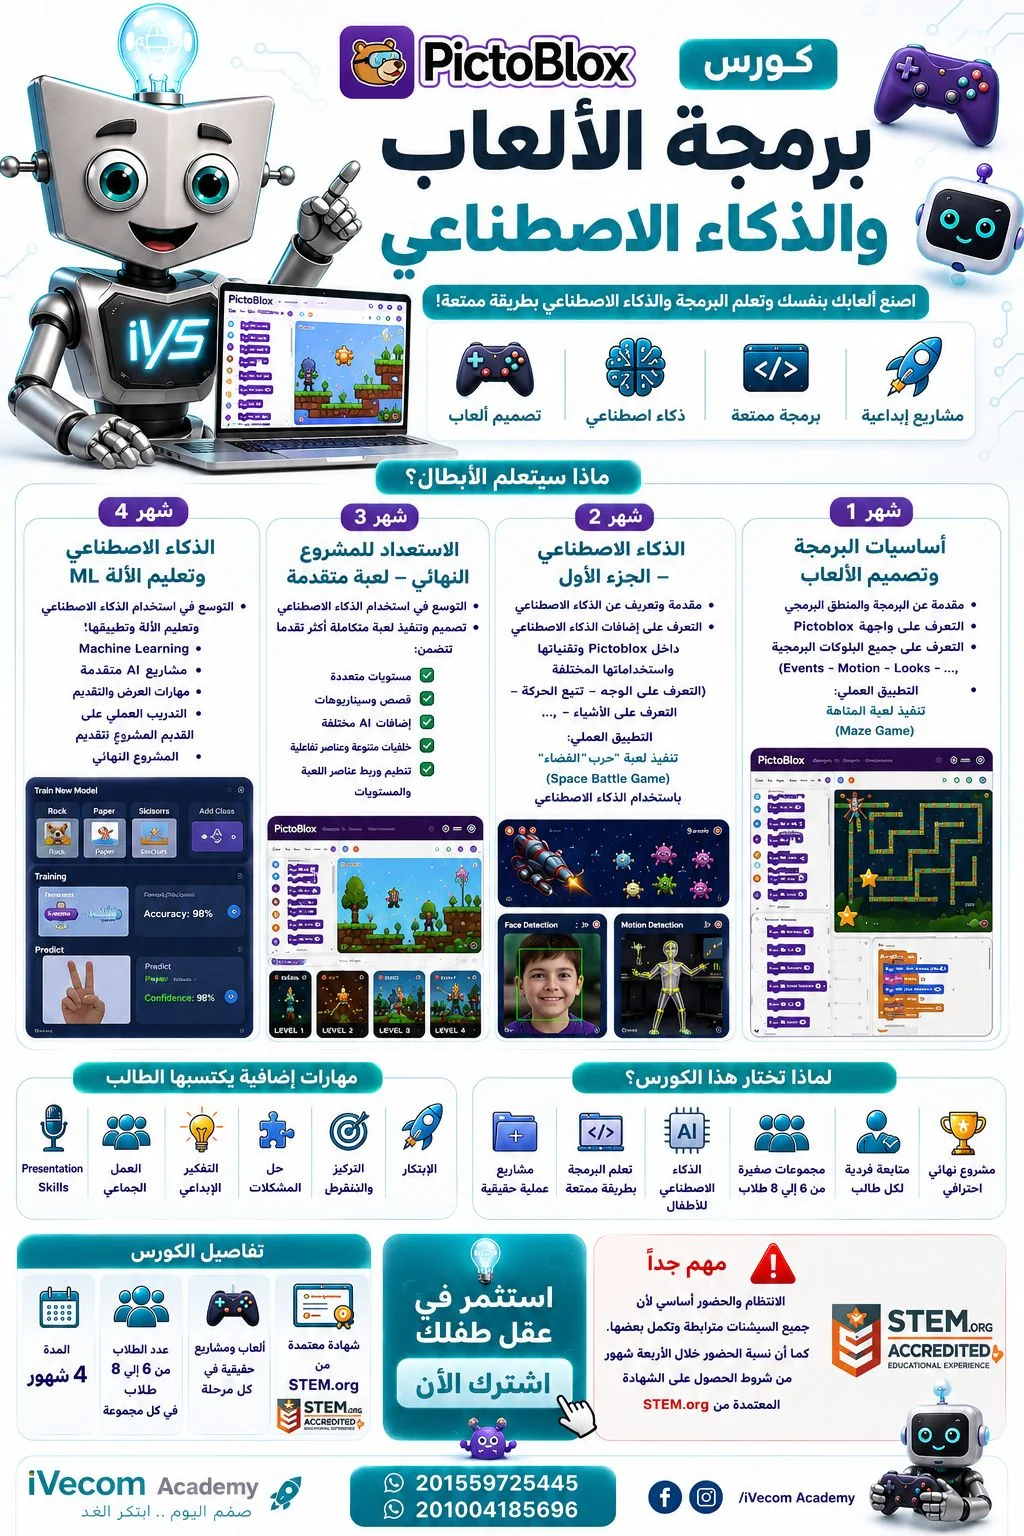 PictoBlox
كورس
برمجة الألعاب
والذكاء الاصطناعي
اصنع ألعابك بنفسك وتعلم البرمجة والذكاء الاصطناعي بطريقة ممتعة!
iVS
PictoBlox
مشاريع إبداعية
برمجة ممتعة
ذكاء اصطناعي
تصميم ألعاب
ماذا سيتعلم الأبطال؟
شهر 1
أساسيات البرمجة
وتصميم الألعاب
• مقدمة عن البرمجة والمنطق البرمجي
• التعرف على واجهة Pictoblox
• التعرف على جميع البلوكات البرمجية
(Events - Motion - Looks - ...,
• التطبيق العملي:
تنفيذ لعبة المتاهة
(Maze Game)
PictoBlox
شهر 2
الذكاء الاصطناعي
– الجزء الأول
• مقدمة وتعريف عن الذكاء الاصطناعي
• التعرف على إضافات الذكاء الاصطناعي
داخل Pictoblox وتقنياتها
واستخداماتها المختلفة
(التعرف على الوجه – تتبع الحركة –
التعرف على الأشياء – ...,
التطبيق العملي:
تنفيذ لعبة "حرب"الفضاء"
(Space Battle Game)
باستخدام الذكاء الاصطناعي
Face Detection
Motion Detection
شهر 3
الاستعداد للمشروع
النهائي – لعبة متقدمة
• التوسع في استخدام الذكاء الاصطناعي
• تصميم وتنفيذ لعبة متكاملة أكثر تقدما
تتضمن:
مستويات متعددة
قصص وسيناريوهات
إضافات AI مختلفة
خلفيات متنوعة وعناصر تفاعلية
تنطيم وربط عناصر اللعبة
والمستويات
PictoBlox
LEVEL 1
LEVEL 2
LEVEL 3
LEVEL 4
شهر 4
الذكاء الاصطناعي
وتعليم الألة ML
• التوسع في استخدام الذكاء الاصطناعي
وتعليم الألة وتطبيقها!
• Machine Learning
• مشاريع AI متقدمة
• مهارات العرض والتقديم
• التدريب العملي على
القديم المشروع نتقديم
• المشروع النهائي
Train New Model
Rock
Paper
Sicisorrs
Add Class
Paper
Training
Accuracy: 98%
Predict
Predict
Confidence: 98%
لماذا تختار هذا الكورس؟
مشروع نهائي
احترافي
متابعة فردية
لكل طالب
مجموعات صغيرة
من 6 إلي 8 طلاب
AI
الذكاء
الاصطناعي
للأطفال
تعلم البرمجة
بطريقة ممتعة
مشاريع
عملية حقيقية
مهارات إضافية يكتسبها الطالب
الإبتكار
التركيز
حل
المشكلات
التفكير
الإبداعي
العمل
الجماعي
Presentation
Skills
تفاصيل الكورس
شهادة معتمدة
من
STEM.org
STEM.ORG
ACCREDITED
ألعاب ومشاريع
حقيقية في
كل مرحلة
عدد الطلاب
من 6 إلي 8
طلاب
في كل مجموعة
المدة
4 شهور
استثمر في
عقل طفلك
اشترك الأن
مهم جداً
الانتظام والحضور أساسي لأن
جميع السيشنات مترابطة وتكمل بعضها.
كما أن نسبة الحضور خلال الأربعة شهور
من شروط الحصول على الشهادة
المعتمدة من STEM.org
STEM.ORG
ACCREDITED
EDUCATIONAL EXPERIENCE
iVecom Academy
صمّم اليوم .. ابتكر الغد
201559725445
201004185696
/iVecom Academy